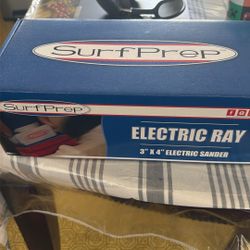 SurfPrep
SurfPrep
ELECTRIC RAY
3" X 4" ELECTRIC SANDER